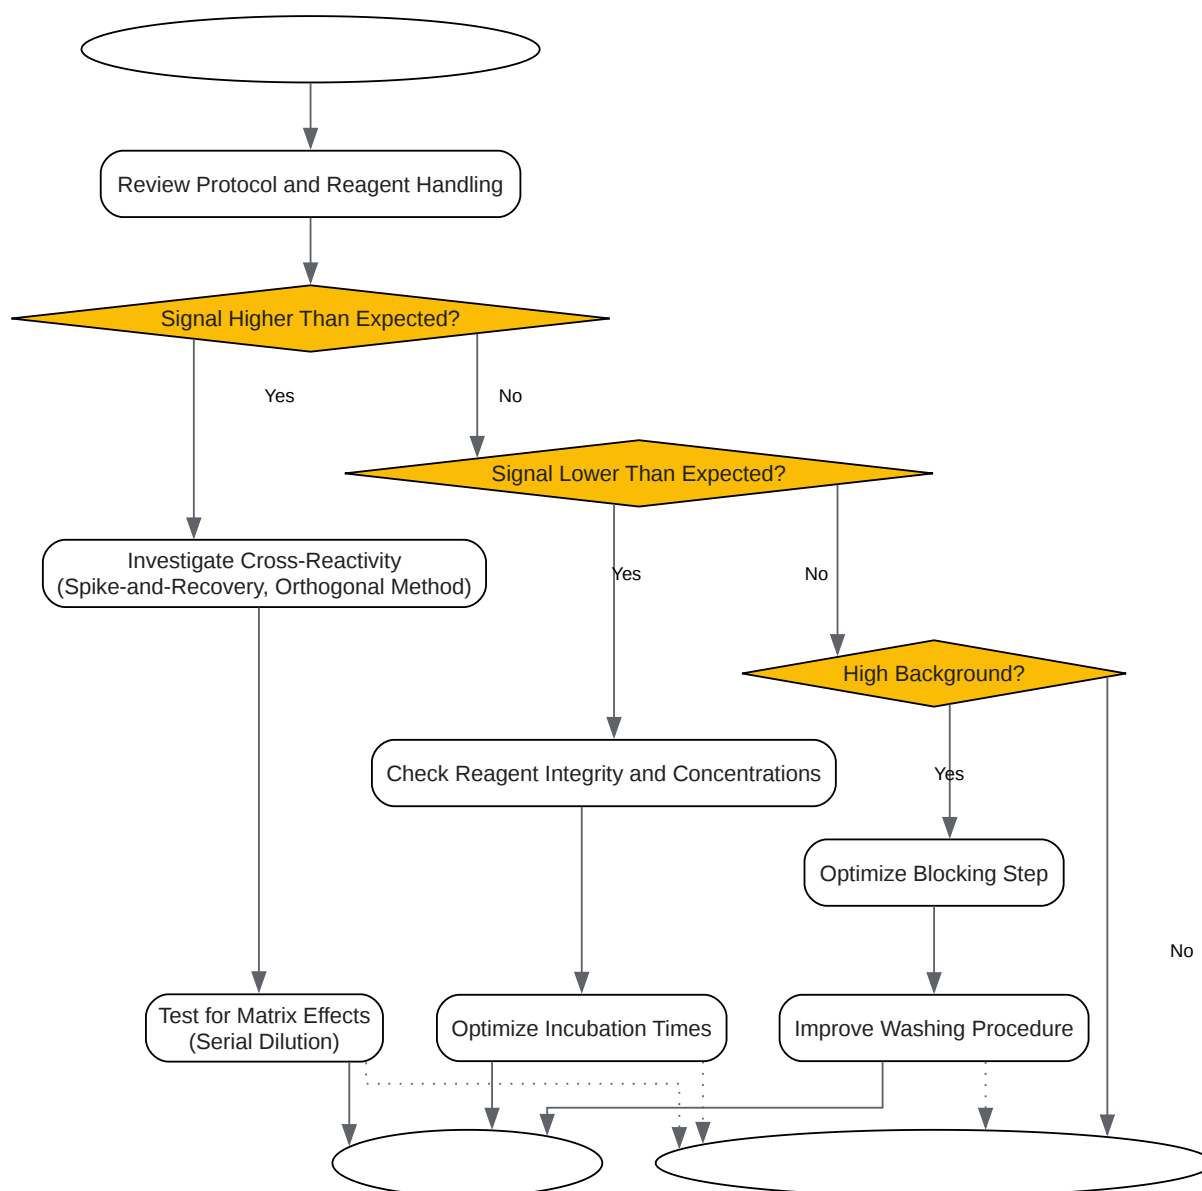 Review Protocol and Reagent Handling
Signal Higher Than Expected?
Yes
No
Signal Lower Than Expected?
Investigate Cross-Reactivity
(Spike-and-Recovery, Orthogonal Method)
Yes
No
High Background?
Check Reagent Integrity and Concentrations
Yes
Optimize Blocking Step
No
Test for Matrix Effects
(Serial Dilution)
Optimize Incubation Times
Improve Washing Procedure